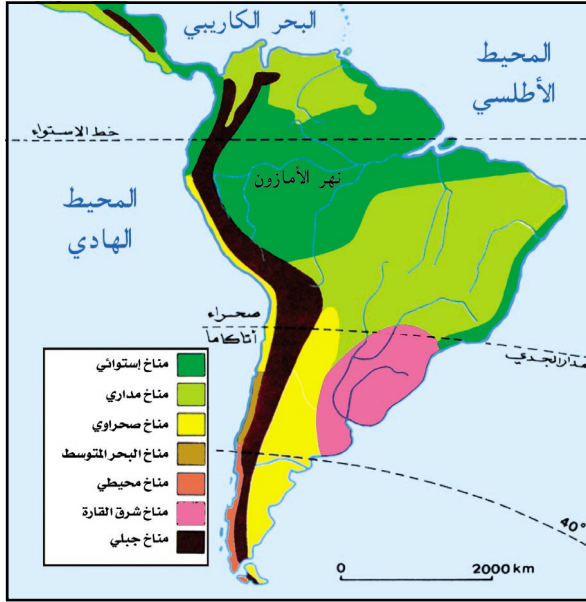 البحر الكاريبي
المحيط
الأطلسي
خط الاستواء
نهر الأمازون
المحيط
الهادي
صحراء
أتاكاما
مدار الجدي
مناخ إستوائي
مناخ مداري
مناخ صحراوي
مناخ البحر المتوسط
مناخ محيطي
مناخ شرق القارة
مناخ جبلي
40°
0
2000 km